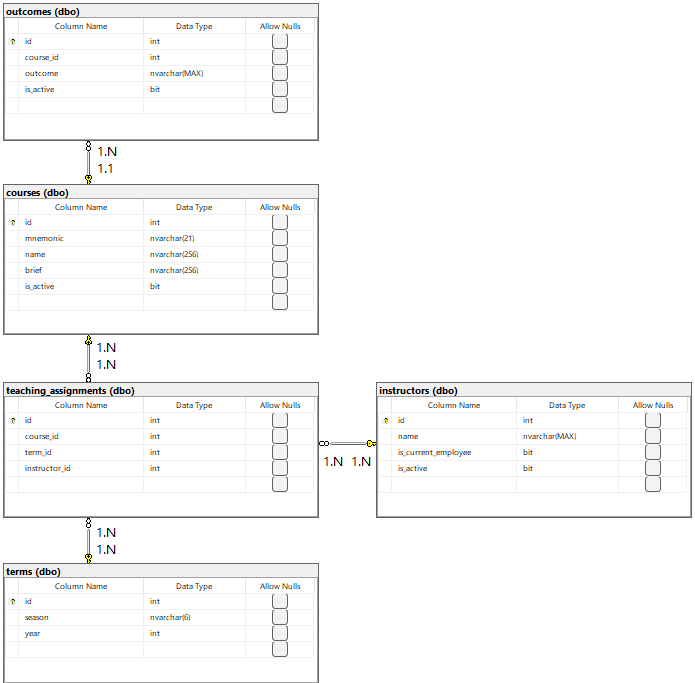 outcomes (dbo)
Column Name Data Type Allow Nulls
id int
course_id int
outcome nvarchar(MAX)
is_active bit
1.N
1.1
courses (dbo)
Column Name Data Type Allow Nulls
id int
mnemonic nvarchar(21)
name nvarchar(256)
brief nvarchar(256)
is_active bit
1.N
1.N
teaching_assignments (dbo)
Column Name Data Type Allow Nulls
id int
course_id int
term_id int
instructor_id int
1.N 1.N
instructors (dbo)
Column Name Data Type Allow Nulls
id int
name nvarchar(MAX)
is_current_employee bit
is_active bit
1.N
1.N
terms (dbo)
Column Name Data Type Allow Nulls
id int
season nvarchar(6)
year int